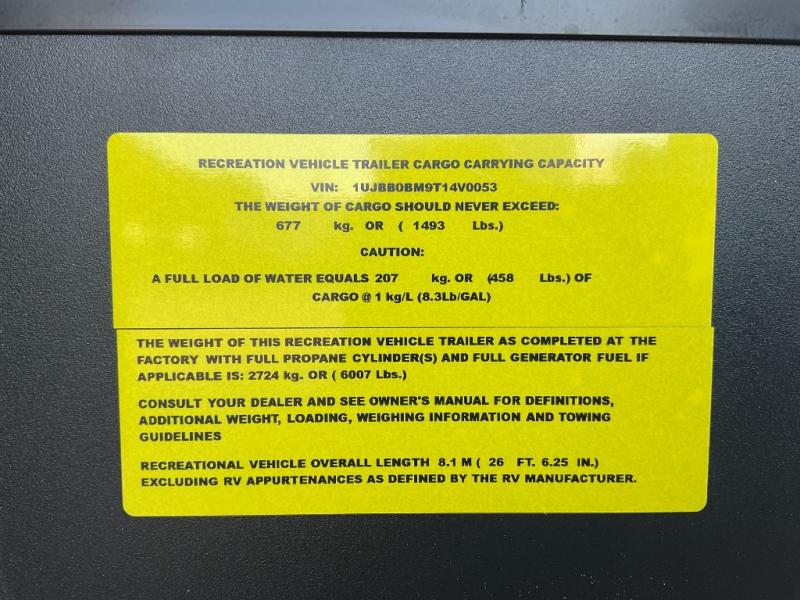 RECREATION VEHICLE TRAILER CARGO CARRYING CAPACITY
VIN: 1UJBB0BM9T14V0053
THE WEIGHT OF CARGO SHOULD NEVER EXCEED:
677 kg. OR ( 1493 Lbs.)
CAUTION:
A FULL LOAD OF WATER EQUALS 207 kg. OR (458 Lbs.) OF
CARGO @ 1 kg/L (8.3Lb/GAL)
THE WEIGHT OF THIS RECREATION VEHICLE TRAILER AS COMPLETED AT THE
FACTORY WITH FULL PROPANE CYLINDER(S) AND FULL GENERATOR FUEL IF
APPLICABLE IS: 2724 kg. OR ( 6007 Lbs.)
CONSULT YOUR DEALER AND SEE OWNER'S MANUAL FOR DEFINITIONS,
ADDITIONAL WEIGHT, LOADING, WEIGHING INFORMATION AND TOWING
GUIDELINES
RECREATIONAL VEHICLE OVERALL LENGTH 8.1 M ( 26 FT. 6.25 IN.)
EXCLUDING RV APPURTENANCES AS DEFINED BY THE RV MANUFACTURER.